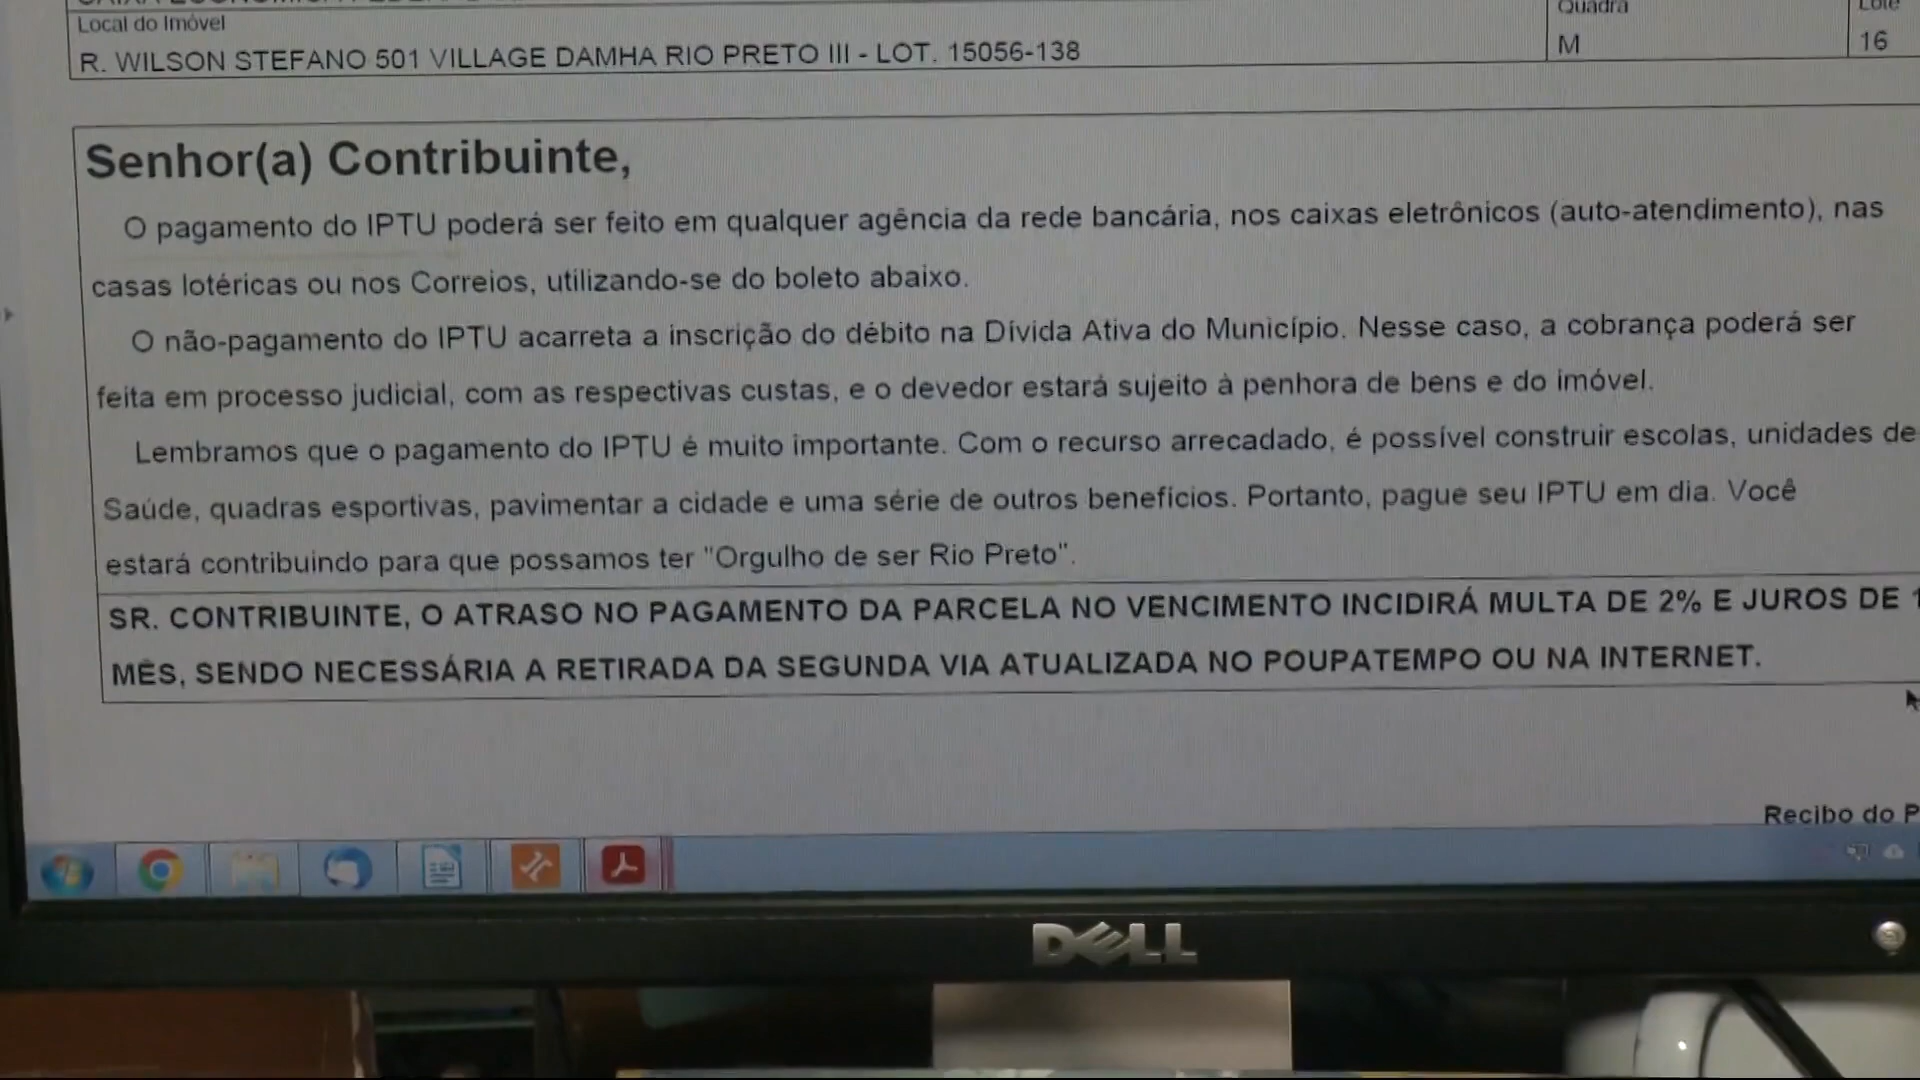 Local do Imóvel
Quadra
Lote
R. WILSON STEFANO 501 VILLAGE DAMHA RIO PRETO III - LOT. 15056-138
M
16
Senhor(a) Contribuinte,
O pagamento do IPTU poderá ser feito em qualquer agência da rede bancária, nos caixas eletrônicos (auto-atendimento), nas
casas lotéricas ou nos Correios, utilizando-se do boleto abaixo.
O não-pagamento do IPTU acarreta a inscrição do débito na Dívida Ativa do Município. Nesse caso, a cobrança poderá ser
feita em processo judicial, com as respectivas custas, e o devedor estará sujeito à penhora de bens e do imóvel.
Lembramos que o pagamento do IPTU é muito importante. Com o recurso arrecadado, é possível construir escolas, unidades de
Saúde, quadras esportivas, pavimentar a cidade e uma série de outros benefícios. Portanto, pague seu IPTU em dia. Você
estará contribuindo para que possamos ter "Orgulho de ser Rio Preto".
SR. CONTRIBUINTE, O ATRASO NO PAGAMENTO DA PARCELA NO VENCIMENTO INCIDIRÁ MULTA DE 2% E JUROS DE 1
MÊS, SENDO NECESSÁRIA A RETIRADA DA SEGUNDA VIA ATUALIZADA NO POUPATEMPO OU NA INTERNET.
Recibo do P
DELL